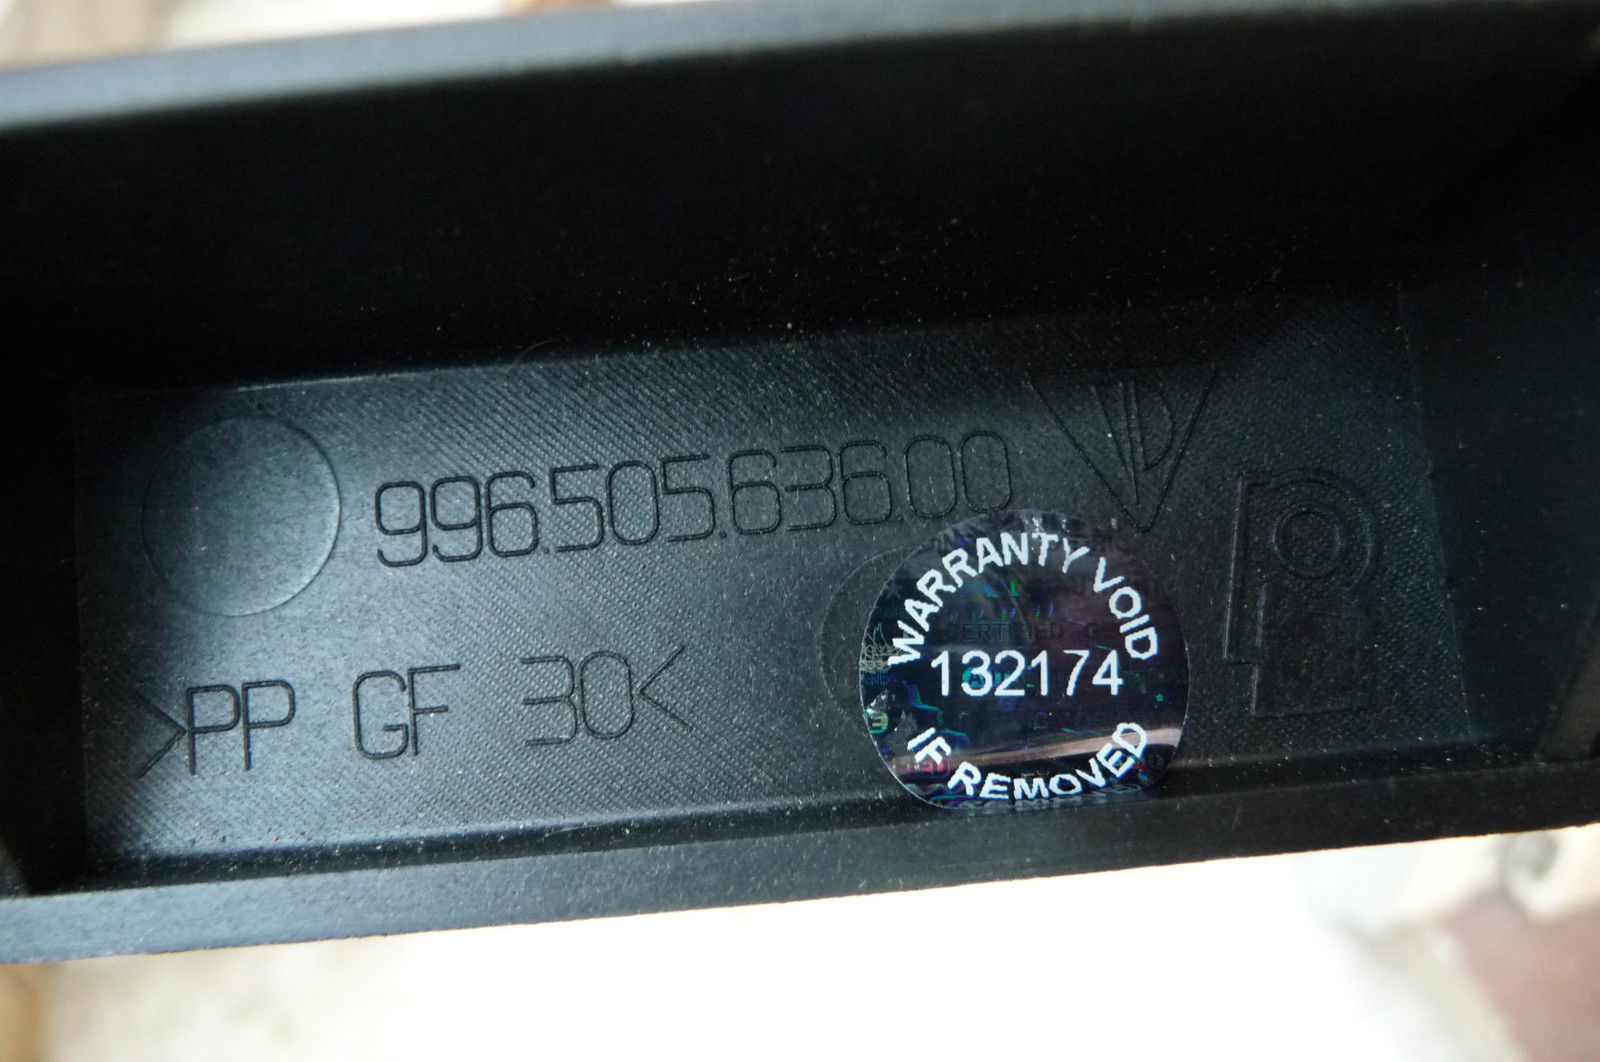 996.505.636.00
>PP GF 30<
WARRANTY VOID
132174
IF REMOVED